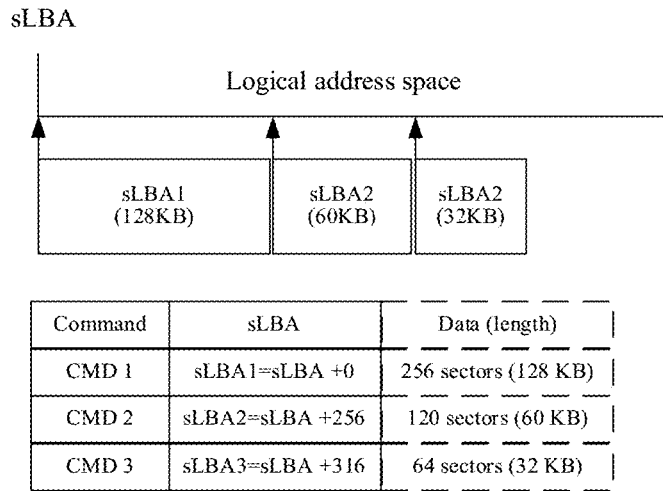 sLBA
Logical address space
sLBA1
(128KB)
sLBA2
(60KB)
sLBA2
(32KB)
Command sLBA Data (length)
CMD 1 sLBA1=sLBA +0 256 sectors (128 KB)
CMD 2 sLBA2=sLBA +256 120 sectors (60 KB)
CMD 3 sLBA3=sLBA +316 64 sectors (32 KB)